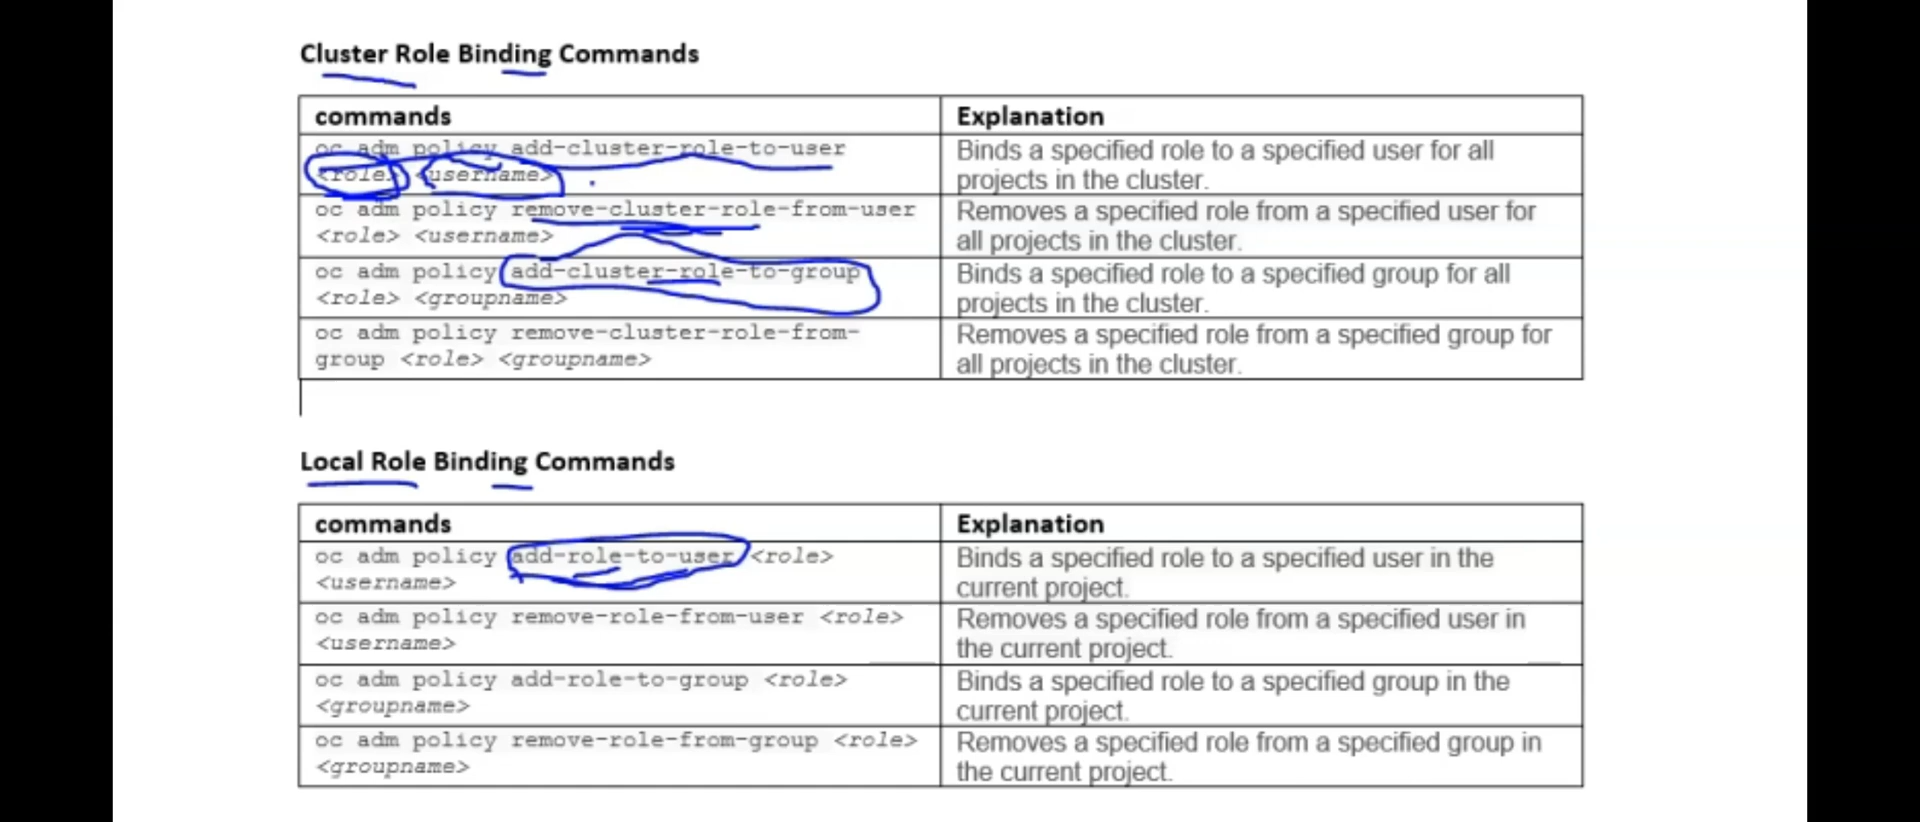 Cluster Role Binding Commands
commands
Explanation
oc adm policy add-cluster-role-to-user
<role> <username>
Binds a specified role to a specified user for all
projects in the cluster.
oc adm policy remove-cluster-role-from-user
<role> <username>
Removes a specified role from a specified user for
all projects in the cluster.
oc adm policy add-cluster-role-to-group
<role> <groupname>
Binds a specified role to a specified group for all
projects in the cluster.
oc adm policy remove-cluster-role-from-
group <role> <groupname>
Removes a specified role from a specified group for
all projects in the cluster.
Local Role Binding Commands
commands
Explanation
oc adm policy add-role-to-user <role>
<username>
Binds a specified role to a specified user in the
current project.
oc adm policy remove-role-from-user <role>
<username>
Removes a specified role from a specified user in
the current project.
oc adm policy add-role-to-group <role>
<groupname>
Binds a specified role to a specified group in the
current project.
oc adm policy remove-role-from-group <role>
<groupname>
Removes a specified role from a specified group in
the current project.